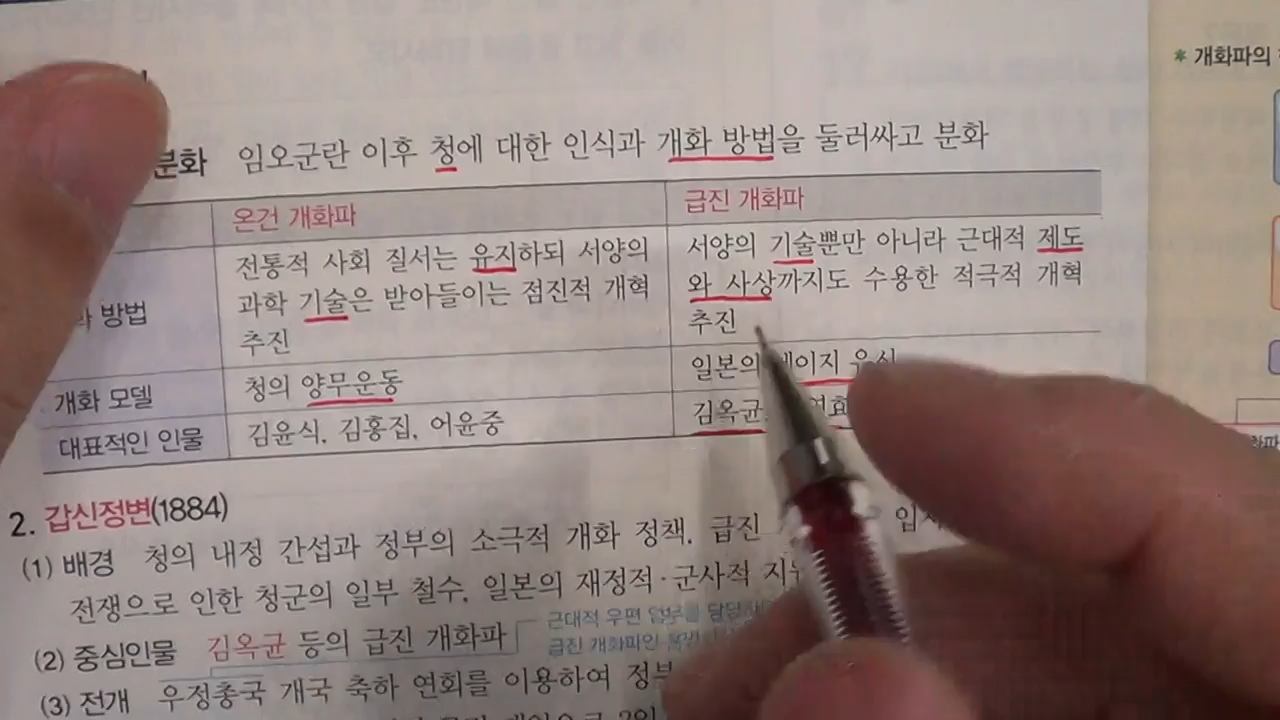 * 개화파의
분화 임오군란 이후 청에 대한 인식과 개화 방법을 둘러싸고 분화
온건 개화파
급진 개화파
방법
전통적 사회 질서는 유지하되 서양의
과학 기술은 받아들이는 점진적 개혁
추진
서양의 기술뿐만 아니라 근대적 제도
와 사상까지도 수용한 적극적 개혁
추진
개화 모델
청의 양무운동
일본의
대표적인 인물
김윤식, 김홍집, 어윤중
김옥균
2. 갑신정변(1884)
(1) 배경 청의 내정 간섭과 정부의 소극적 개화 정책, 급진
전쟁으로 인한 청군의 일부 철수, 일본의 재정적·군사적
(2) 중심인물 김옥균 등의 급진 개화파
근대적 우편 업무를
급진 개화파인
(3) 전개 우정총국 개국 축하 연회를 이용하여 정부